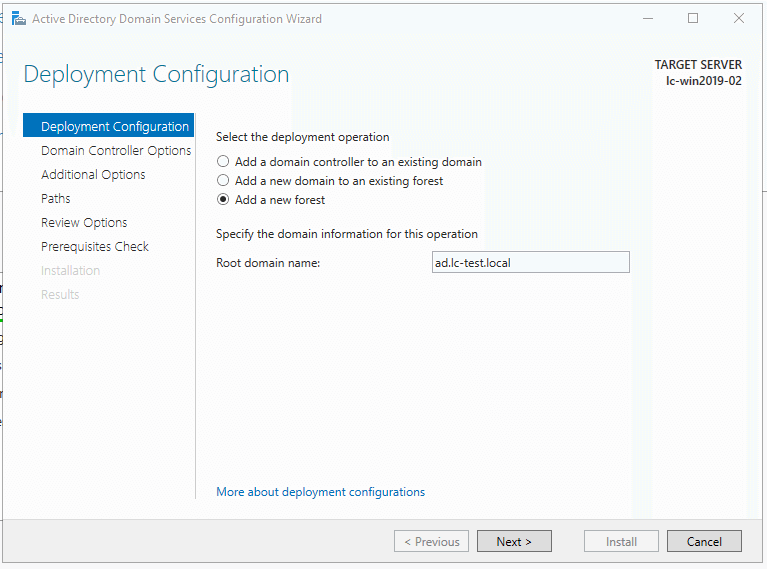 Active Directory Domain Services Configuration Wizard
Deployment Configuration
TARGET SERVER
lc-win2019-02
Deployment Configuration
Domain Controller Options
Additional Options
Paths
Review Options
Prerequisites Check
Installation
Results
Select the deployment operation
Add a domain controller to an existing domain
Add a new domain to an existing forest
Add a new forest
Specify the domain information for this operation
Root domain name:
ad.lc-test.local
More about deployment configurations
< Previous
Next >
Install
Cancel